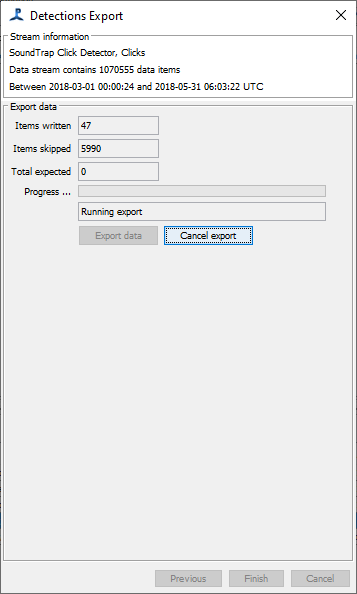 Detections Export
Stream information
SoundTrap Click Detector, Clicks
Data stream contains 1070555 data items
Between 2018-03-01 00:00:24 and 2018-05-31 06:03:22 UTC
Export data
Items written 47
Items skipped 5990
Total expected 0
Progress ...
Running export
Export data Cancel export
Previous Finish Cancel